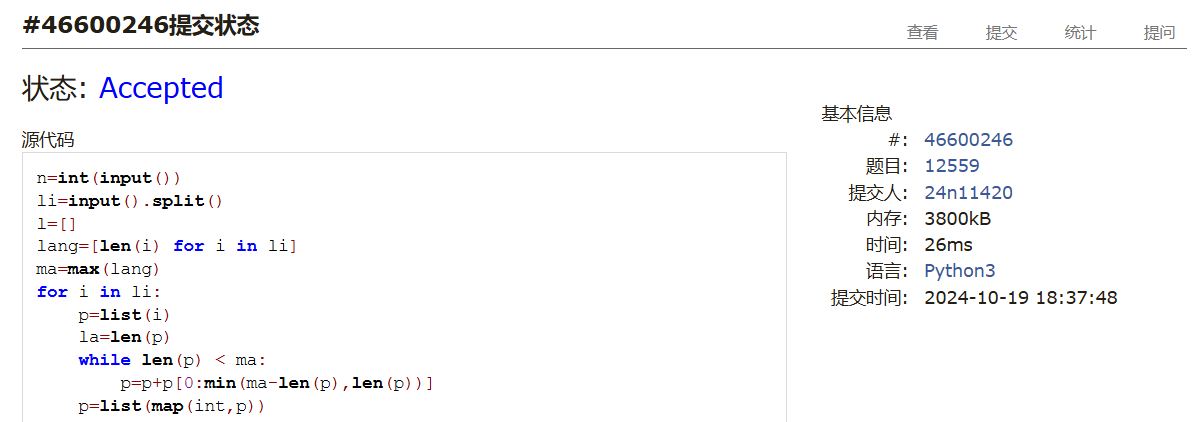 #46600246提交状态
查看 提交 统计 提问
状态: Accepted
源代码
n=int(input())
li=input().split()
l=[]
lang=[len(i) for i in li]
ma=max(lang)
for i in li:
    p=list(i)
    la=len(p)
    while len(p) < ma:
        p=p+p[0:min(ma-len(p),len(p))]
    p=list(map(int,p))
基本信息
#: 46600246
题目: 12559
提交人: 24n11420
内存: 3800kB
时间: 26ms
语言: Python3
提交时间: 2024-10-19 18:37:48